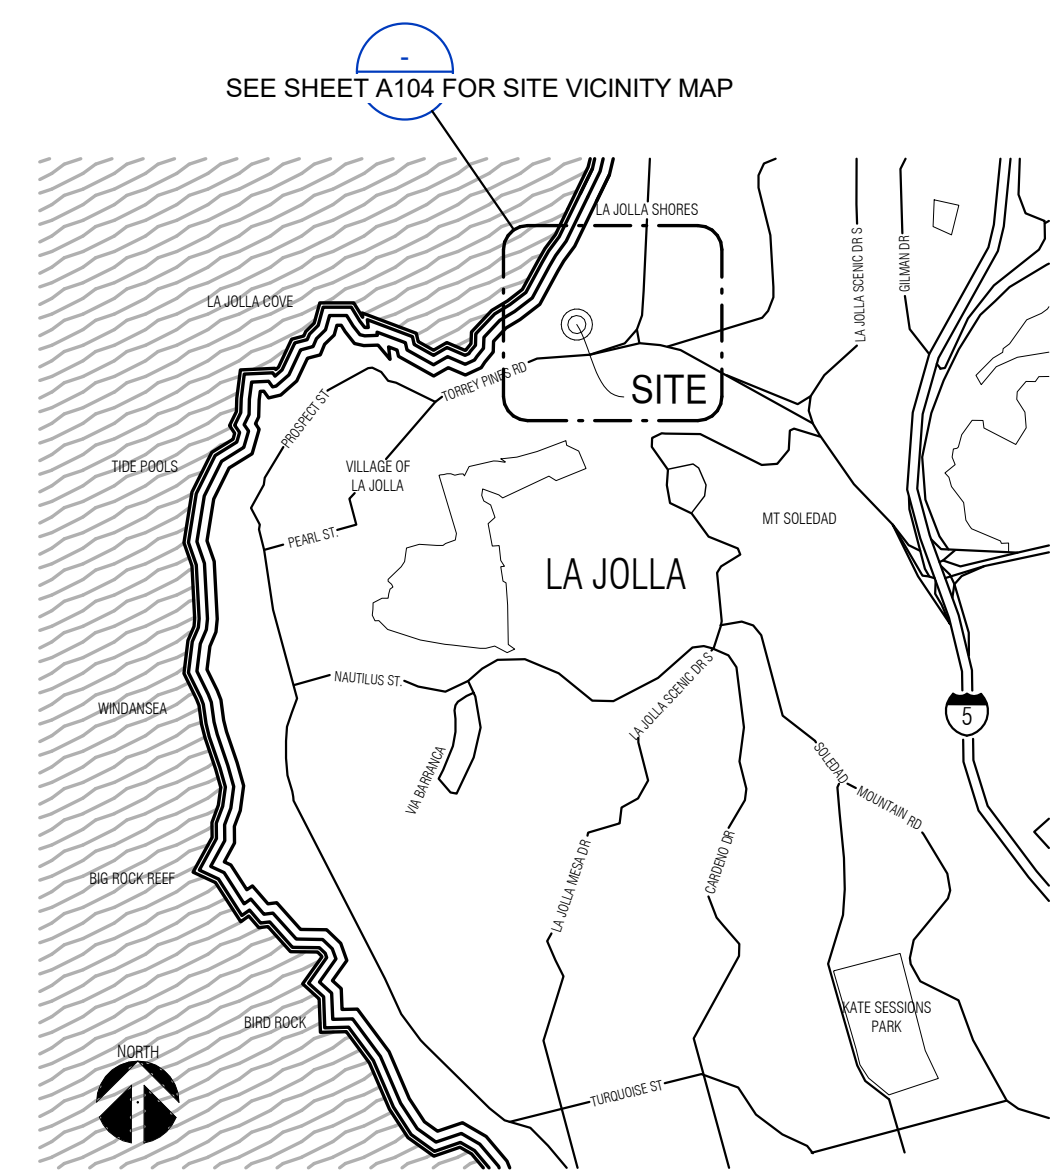 -
SEE SHEET A104 FOR SITE VICINITY MAP
LA JOLLA SHORES
LA JOLLA SCENIC DR S
GILMAN DR
LA JOLLA COVE
TORREY PINES RD
SITE
PROSPECT ST.
TIDE POOLS
VILLAGE OF
LA JOLLA
MT SOLEDAD
PEARL ST.
LA JOLLA
NAUTILUS ST.
LA JOLLA SCENIC DR S
WINDANSEA
5
VIA BARRANCA
SOLEDAD
MOUNTAIN RD
LA JOLLA MESA DR
CARDENO DR
BIG ROCK REEF
KATE SESSIONS
PARK
BIRD ROCK
NORTH
TURQUOISE ST